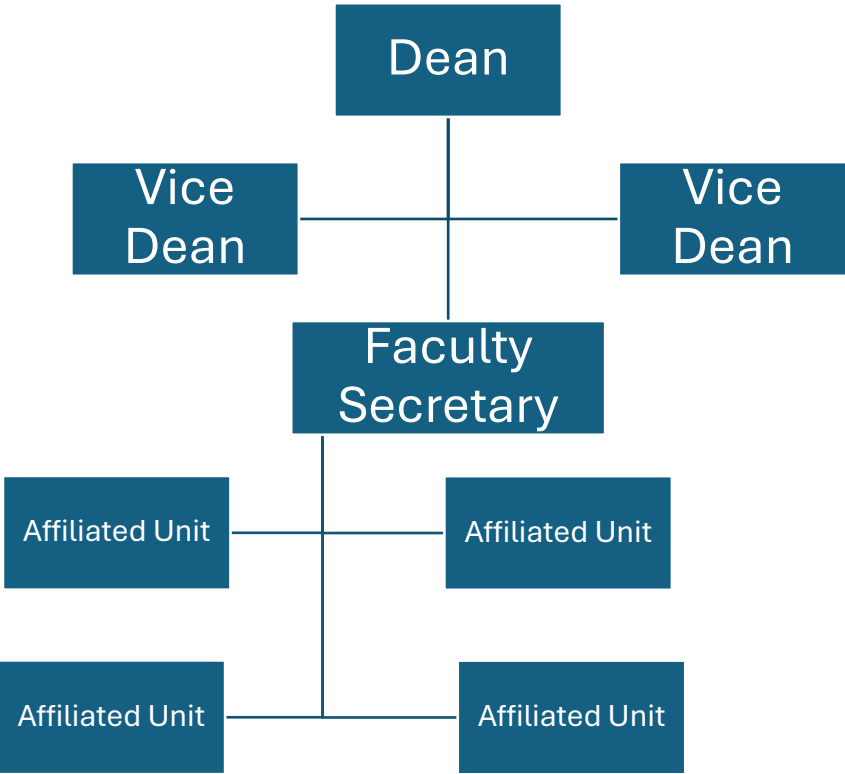 Dean
Vice
Dean
Vice
Dean
Faculty
Secretary
Affiliated Unit
Affiliated Unit
Affiliated Unit
Affiliated Unit